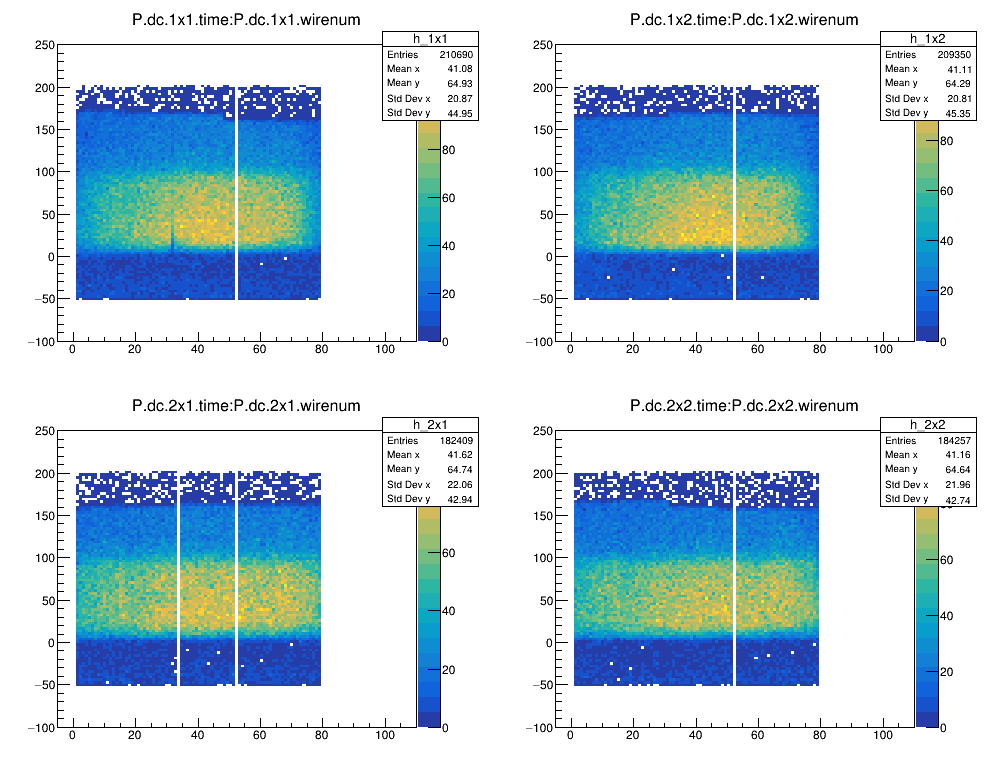 P.dc.1x1.time:P.dc.1x1.wirenum
h_1x1
Entries 210690
Mean x 41.08
Mean y 64.93
Std Dev x 20.87
Std Dev y 44.95
250
200
150
100
50
0
−50
−100
0 20 40 60 80 100
80
60
40
20
0
P.dc.1x2.time:P.dc.1x2.wirenum
h_1x2
Entries 209350
Mean x 41.11
Mean y 64.29
Std Dev x 20.81
Std Dev y 45.35
250
200
150
100
50
0
−50
−100
0 20 40 60 80 100
80
60
40
20
0
P.dc.2x1.time:P.dc.2x1.wirenum
h_2x1
Entries 182409
Mean x 41.62
Mean y 64.74
Std Dev x 22.06
Std Dev y 42.94
250
200
150
100
50
0
−50
−100
0 20 40 60 80 100
60
40
20
0
P.dc.2x2.time:P.dc.2x2.wirenum
h_2x2
Entries 184257
Mean x 41.16
Mean y 64.64
Std Dev x 21.96
Std Dev y 42.74
250
200
150
100
50
0
−50
−100
0 20 40 60 80 100
60
40
20
0